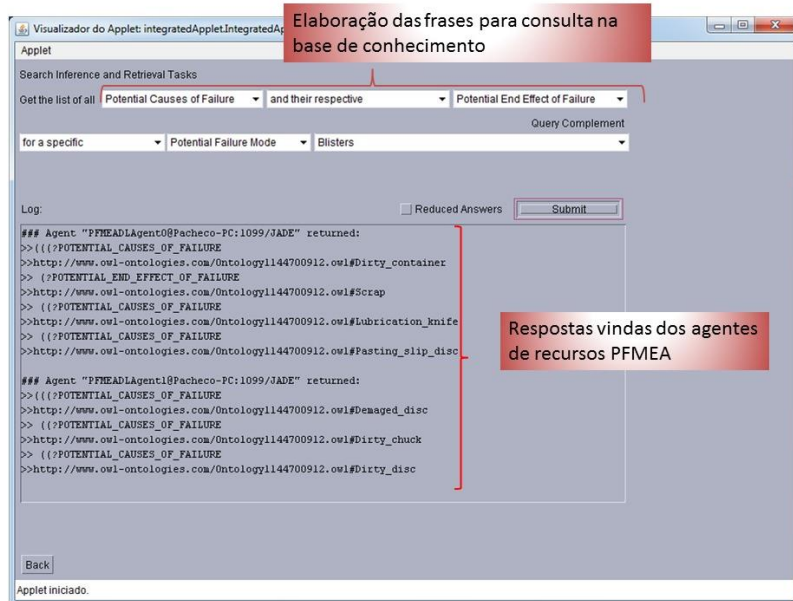 Visualizador do Applet: integratedApplet.IntegratedAp
Elaboração das frases para consulta na
base de conhecimento
Applet
Search Inference and Retrieval Tasks
Get the list of all Potential Causes of Failure and their respective Potential End Effect of Failure
Query Complement
for a specific Potential Failure Mode Blisters
Log: Reduced Answers Submit
### Agent "PFMEADLAgent0@Pacheco-PC:1099/JADE" returned:
>>(((?POTENTIAL_CAUSES_OF_FAILURE
>>http://www.owl-ontologies.com/Ontology1144700912.owl#Dirty_container
>> (?POTENTIAL_END_EFFECT_OF_FAILURE
>>http://www.owl-ontologies.com/Ontology1144700912.owl#Scrap
>> ((?POTENTIAL_CAUSES_OF_FAILURE
>>http://www.owl-ontologies.com/Ontology1144700912.owl#Lubrication_knife
>> ((?POTENTIAL_CAUSES_OF_FAILURE
>>http://www.owl-ontologies.com/Ontology1144700912.owl#Pasting_slip_disc
Respostas vindas dos agentes
de recursos PFMEA
### Agent "PFMEADLAgent1@Pacheco-PC:1099/JADE" returned:
>>(((?POTENTIAL_CAUSES_OF_FAILURE
>>http://www.owl-ontologies.com/Ontology1144700912.owl#Demaged_disc
>> ((?POTENTIAL_CAUSES_OF_FAILURE
>>http://www.owl-ontologies.com/Ontology1144700912.owl#Dirty_chuck
>> ((?POTENTIAL_CAUSES_OF_FAILURE
>>http://www.owl-ontologies.com/Ontology1144700912.owl#Dirty_disc
Back
Applet iniciado.